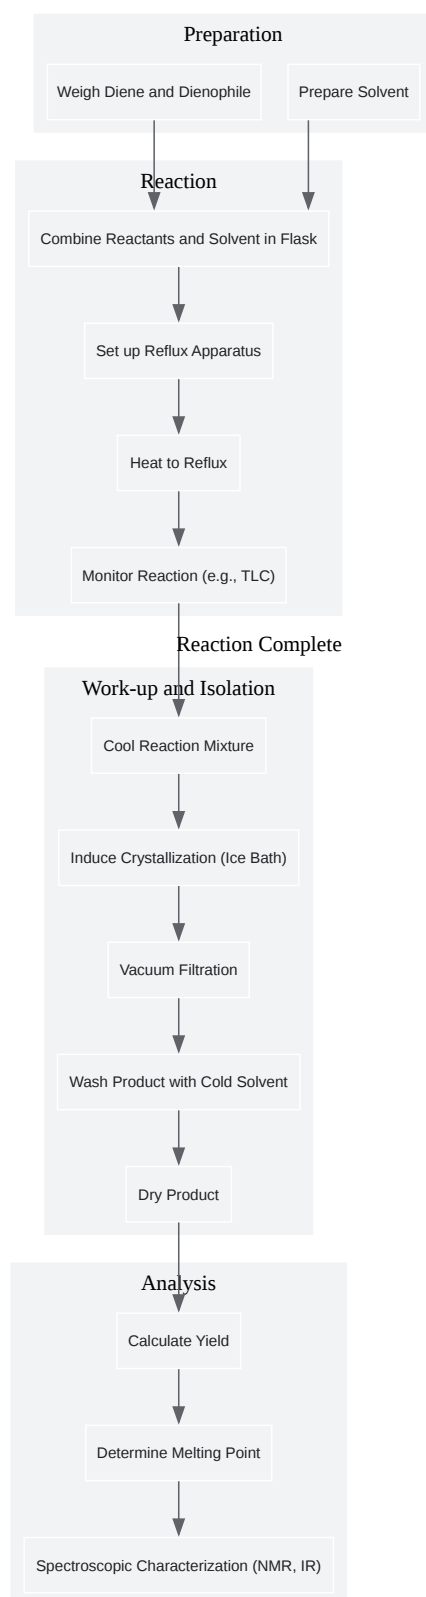 Preparation
Weigh Diene and Dienophile
Prepare Solvent
Reaction
Combine Reactants and Solvent in Flask
Set up Reflux Apparatus
Heat to Reflux
Monitor Reaction (e.g., TLC)
Reaction Complete
Work-up and Isolation
Cool Reaction Mixture
Induce Crystallization (Ice Bath)
Vacuum Filtration
Wash Product with Cold Solvent
Dry Product
Analysis
Calculate Yield
Determine Melting Point
Spectroscopic Characterization (NMR, IR)